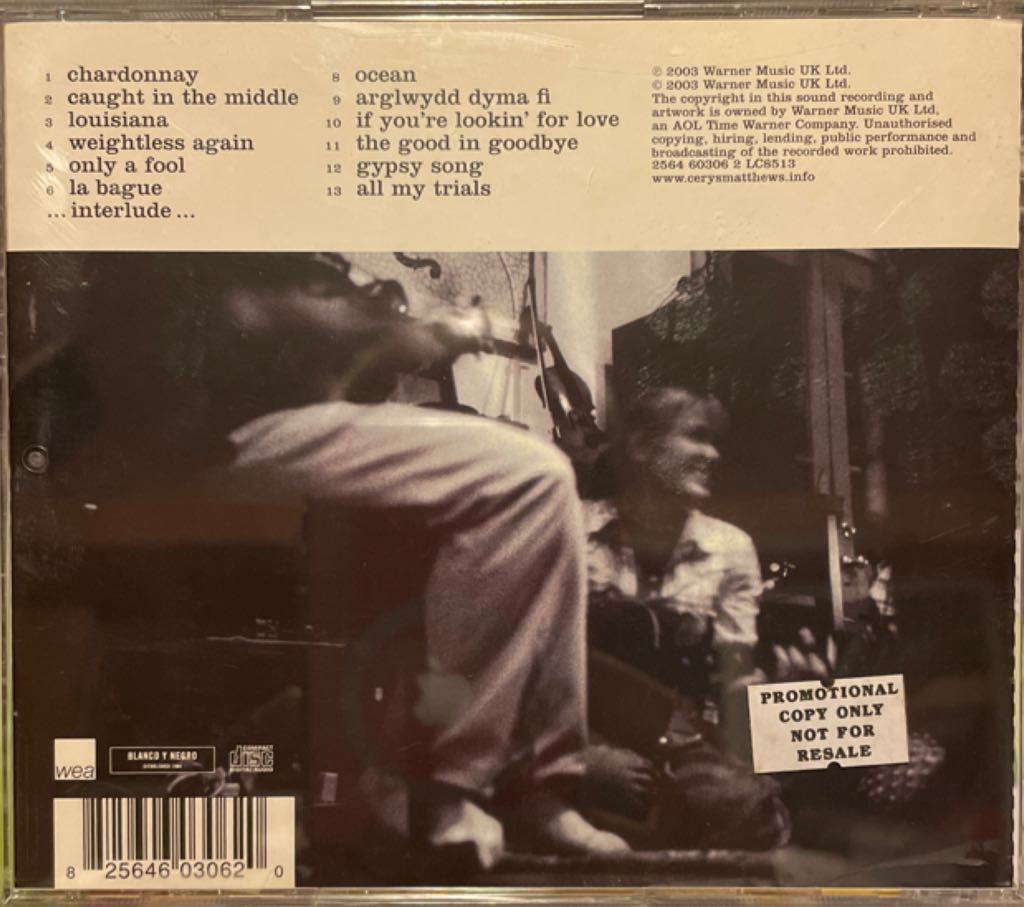 1 chardonnay
2 caught in the middle
3 louisiana
4 weightless again
5 only a fool
6 la bague
... interlude ...
8 ocean
9 arglwydd dyma fi
10 if you're lookin' for love
11 the good in goodbye
12 gypsy song
13 all my trials
℗ 2003 Warner Music UK Ltd.
© 2003 Warner Music UK Ltd.
The copyright in this sound recording and
artwork is owned by Warner Music UK Ltd,
an AOL Time Warner Company. Unauthorised
copying, hiring, lending, public performance and
broadcasting of the recorded work prohibited.
2564 60306 2 LC8513
www.cerysmatthews.info
PROMOTIONAL
COPY ONLY
NOT FOR
RESALE
wea
BLANCO Y NEGRO
COMPACT
disc
DIGITAL AUDIO
8 25646 03062 0